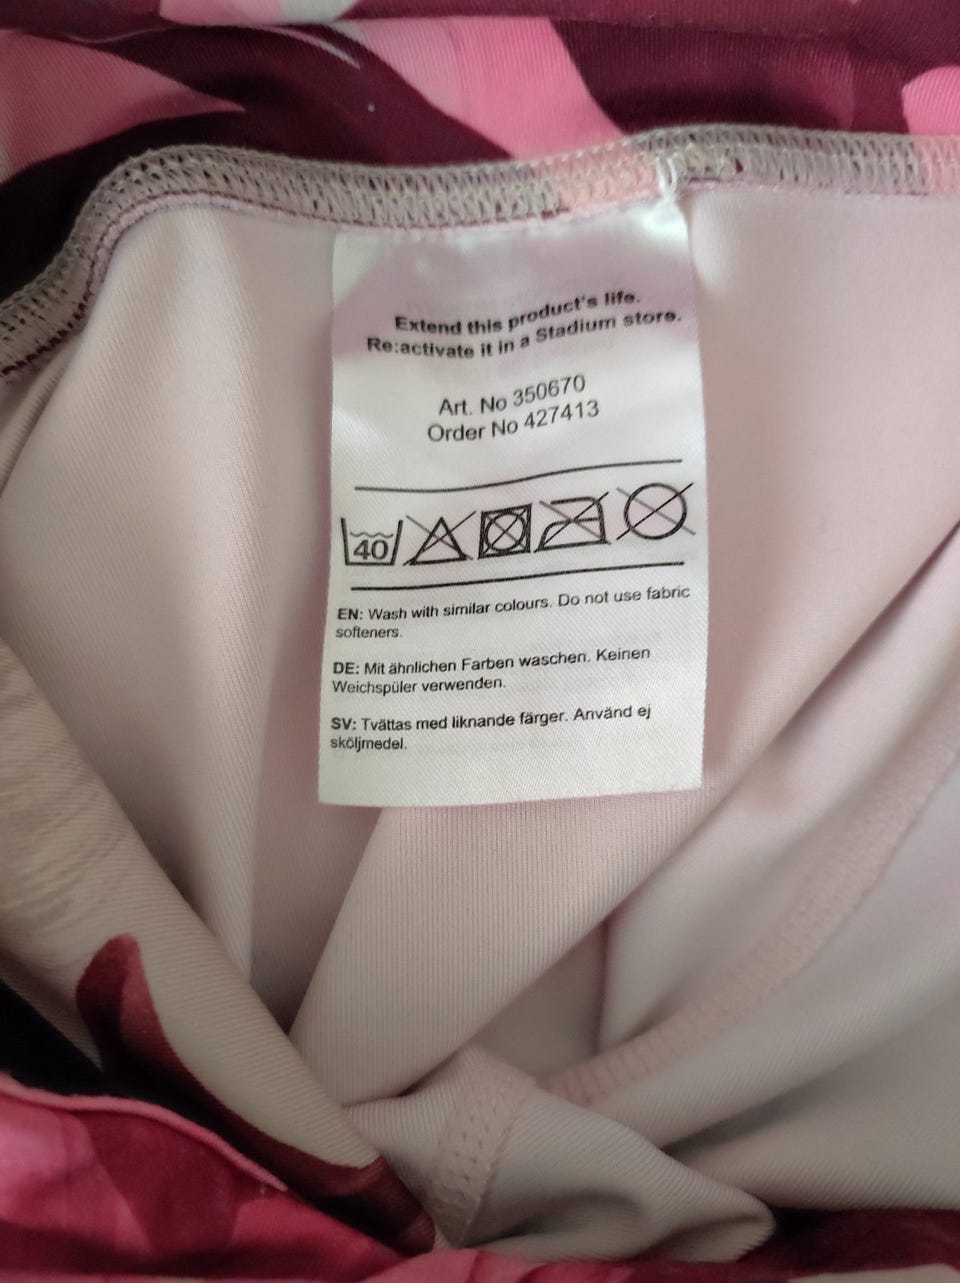 Extend this product's life.
Re:activate it in a Stadium store.
Art. No 350670
Order No 427413
40
EN: Wash with similar colours. Do not use fabric
softeners.
DE: Mit ähnlichen Farben waschen. Keinen
Weichspüler verwenden.
SV: Tvättas med liknande färger. Använd ej
sköljmedel.